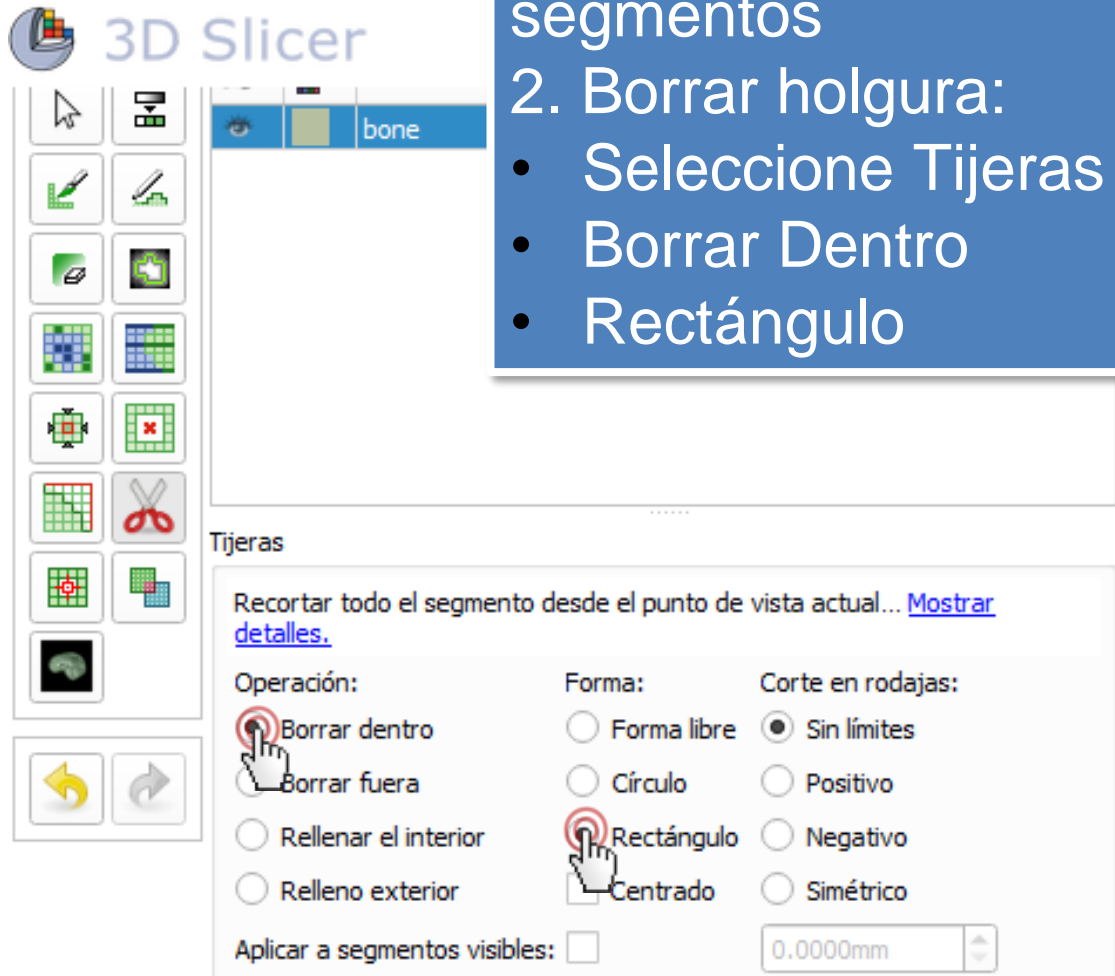 3D Slicer
segmentos
2. Borrar holgura:
• Seleccione Tijeras
• Borrar Dentro
• Rectángulo
bone
Tijeras
Recortar todo el segmento desde el punto de vista actual... Mostrar
detalles.
Operación:
Forma:
Corte en rodajas:
Borrar dentro
Forma libre
Sin límites
Borrar fuera
Círculo
Positivo
Rellenar el interior
Rectángulo
Negativo
Relleno exterior
Centrado
Simétrico
Aplicar a segmentos visibles:
0.0000mm